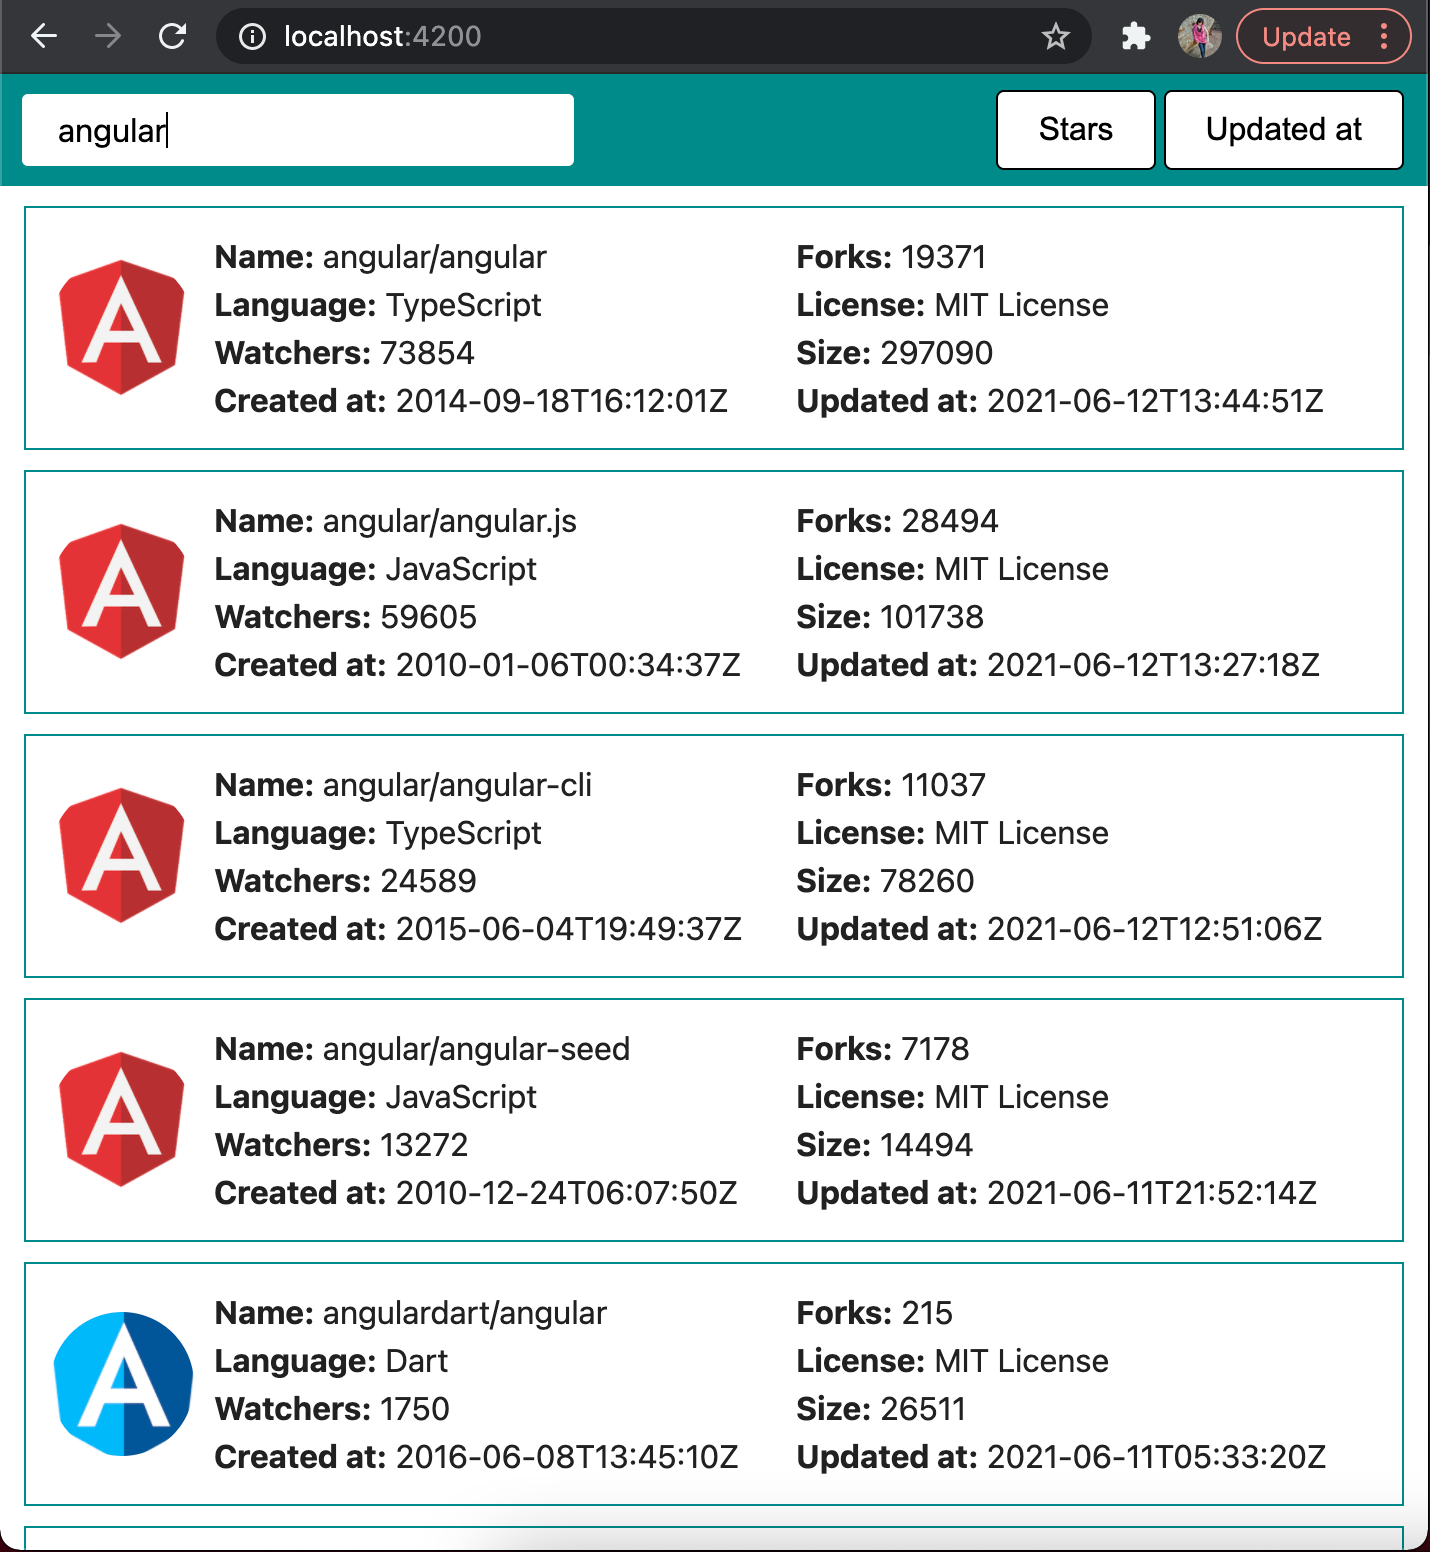 localhost:4200
Update
angular
Stars
Updated at
Name: angular/angular
Language: TypeScript
Watchers: 73854
Created at: 2014-09-18T16:12:01Z
Forks: 19371
License: MIT License
Size: 297090
Updated at: 2021-06-12T13:44:51Z
Name: angular/angular.js
Language: JavaScript
Watchers: 59605
Created at: 2010-01-06T00:34:37Z
Forks: 28494
License: MIT License
Size: 101738
Updated at: 2021-06-12T13:27:18Z
Name: angular/angular-cli
Language: TypeScript
Watchers: 24589
Created at: 2015-06-04T19:49:37Z
Forks: 11037
License: MIT License
Size: 78260
Updated at: 2021-06-12T12:51:06Z
Name: angular/angular-seed
Language: JavaScript
Watchers: 13272
Created at: 2010-12-24T06:07:50Z
Forks: 7178
License: MIT License
Size: 14494
Updated at: 2021-06-11T21:52:14Z
Name: angulardart/angular
Language: Dart
Watchers: 1750
Created at: 2016-06-08T13:45:10Z
Forks: 215
License: MIT License
Size: 26511
Updated at: 2021-06-11T05:33:20Z